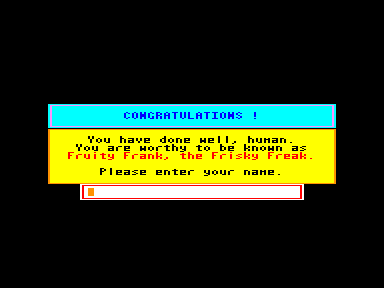 CONGRATULATIONS !
You have done well, human.
You are worthy to be known as
Fruity Frank, the Frisky Freak.
Please enter your name.